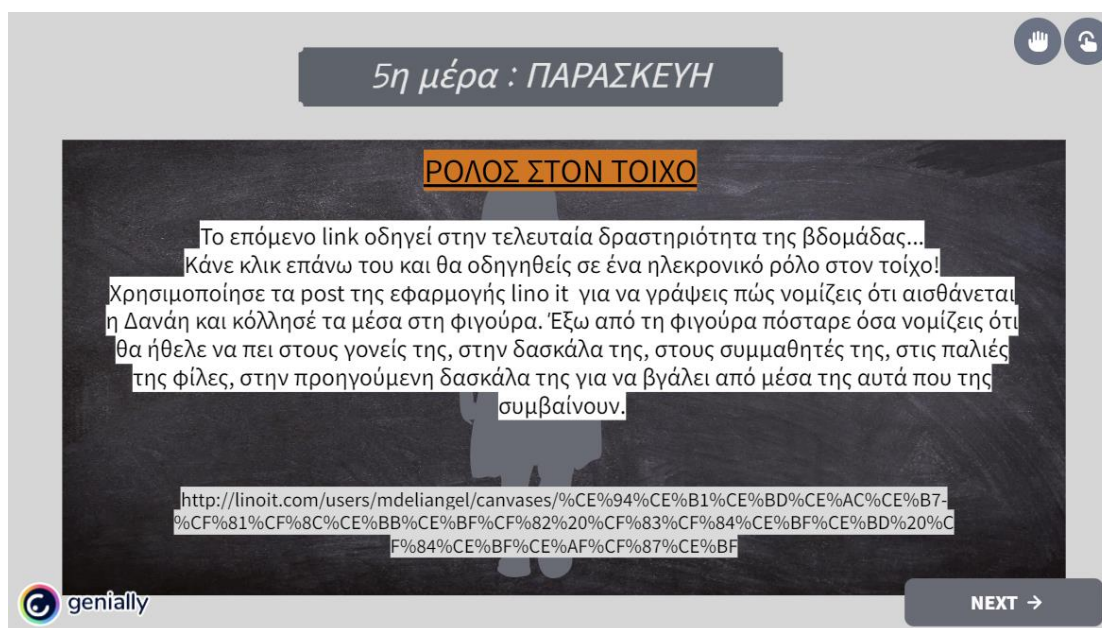 5η μέρα : ΠΑΡΑΣΚΕΥΗ
ΡΟΛΟΣ ΣΤΟΝ ΤΟΙΧΟ
Το επόμενο link οδηγεί στην τελευταία δραστηριότητα της βδομάδας...
Κάνε κλικ επάνω του και θα οδηγηθείς σε ένα ηλεκρονικό ρόλο στον τοίχο!
Χρησιμοποίησε τα post της εφαρμογής lino it για να γράψεις πώς νομίζεις ότι αισθάνεται
η Δανάη και κόλλησέ τα μέσα στη φιγούρα. Έξω από τη φιγούρα πόσταρε όσα νομίζεις ότι
θα ήθελε να πει στους γονείς της, στην δασκάλα της, στους συμμαθητές της, στις παλιές
της φίλες, στην προηγούμενη δασκάλα της για να βγάλει από μέσα της αυτά που της
συμβαίνουν.
http://linoit.com/users/mdeliangel/canvases/%CE%94%CE%B1%CE%BD%CE%AC%CE%B7-
%CF%81%CF%8C%CE%BB%CE%BF%CF%82%20%CF%83%CF%84%CE%BF%CE%BD%20%C
F%84%CE%BF%CE%AF%CF%87%CE%BF
genially
NEXT →